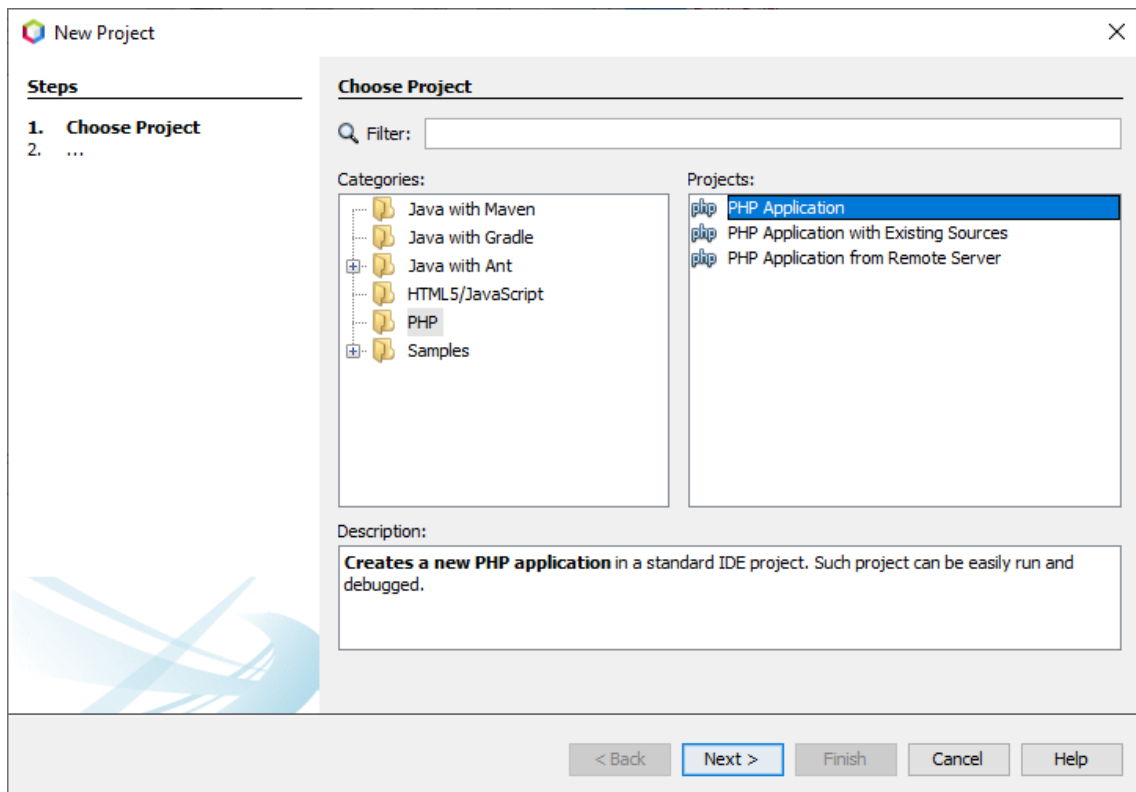 New Project
Steps
1. Choose Project
2. ...
Choose Project
Filter:
Categories:
Java with Maven
Java with Gradle
Java with Ant
HTML5/JavaScript
PHP
Samples
Projects:
php PHP Application
php PHP Application with Existing Sources
php PHP Application from Remote Server
Description:
Creates a new PHP application in a standard IDE project. Such project can be easily run and
debugged.
< Back Next > Finish Cancel Help